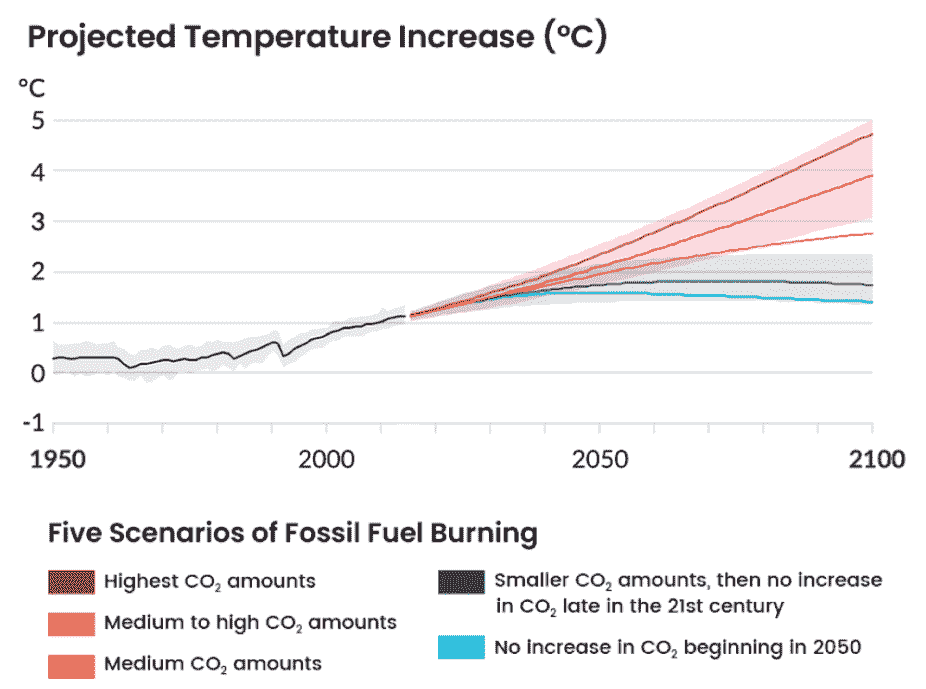 Projected Temperature Increase (°C)
°C
5
4
3
2
1
0
-1
1950
2000
2050
2100
Five Scenarios of Fossil Fuel Burning
Highest CO₂ amounts
Medium to high CO₂ amounts
Medium CO₂ amounts
Smaller CO₂ amounts, then no increase
in CO₂ late in the 21st century
No increase in CO₂ beginning in 2050